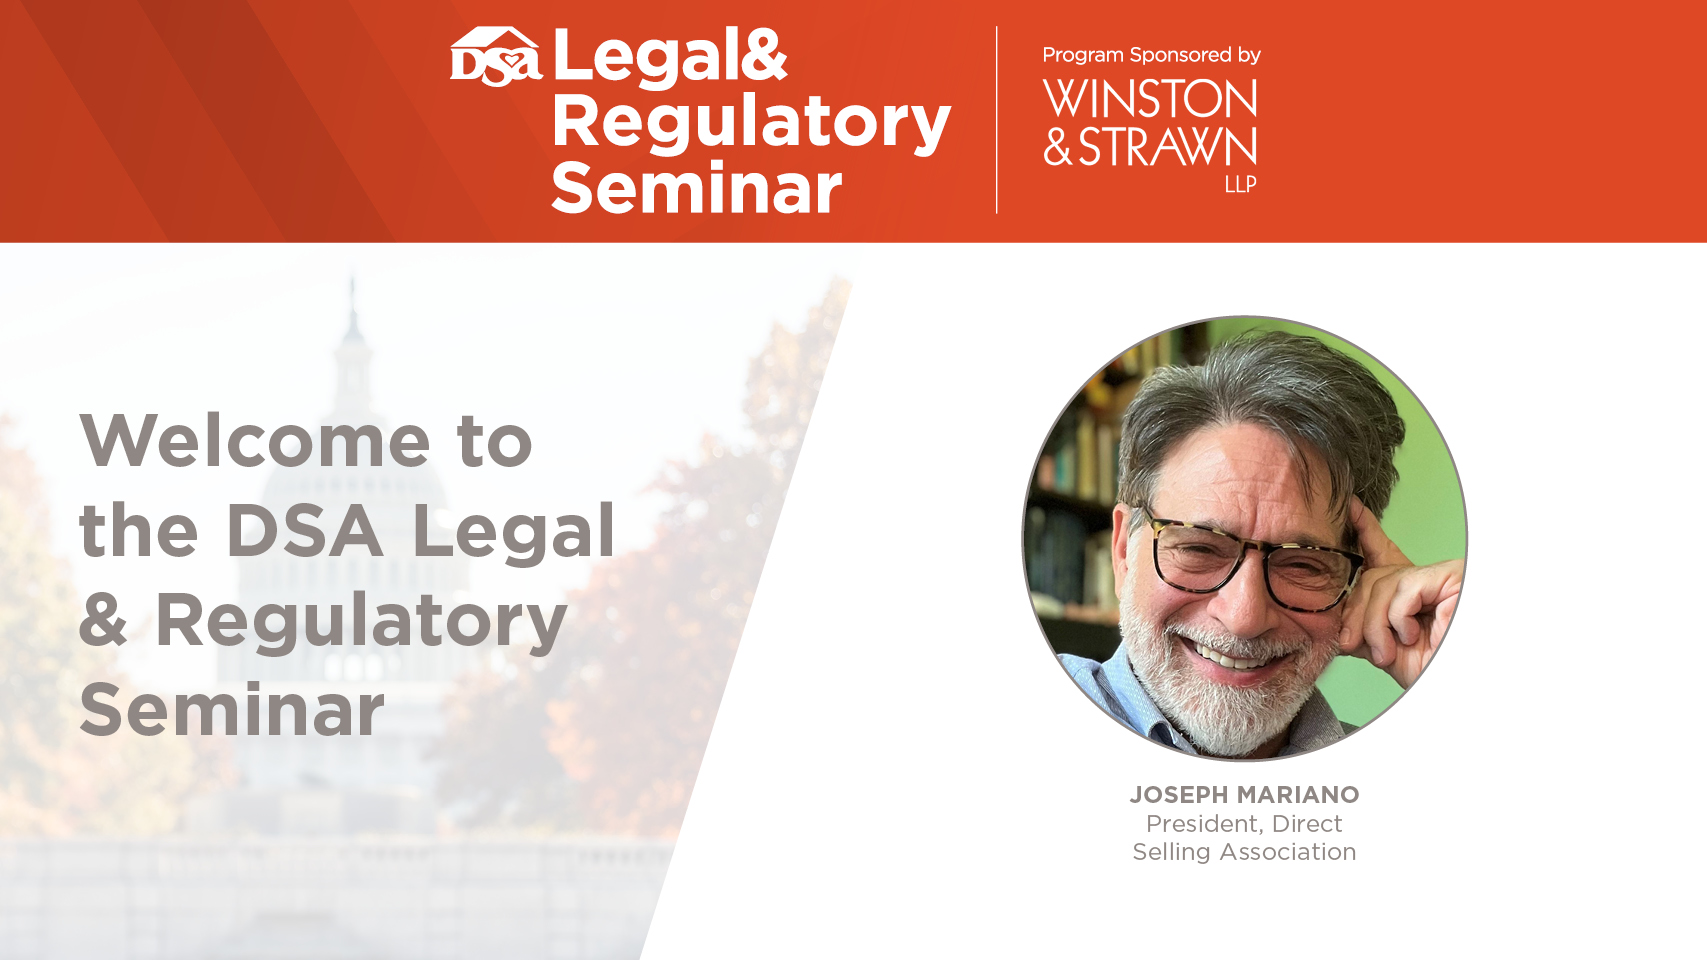 DSA Legal &
Regulatory
Seminar
Program Sponsored by
WINSTON
& STRAWN
LLP
Welcome to
the DSA Legal
& Regulatory
Seminar
JOSEPH MARIANO
President, Direct
Selling Association